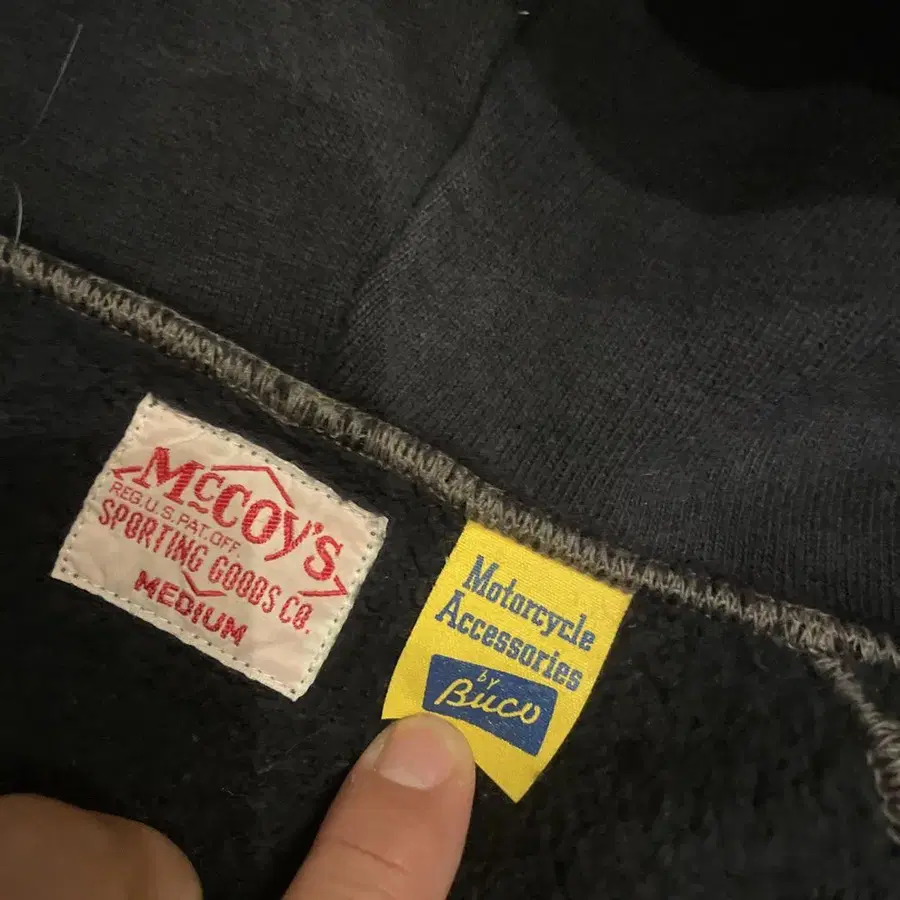 McCOY'S
REG.U.S.PAT.OFF.
SPORTING GOODS CO.
MEDIUM
Motorcycle
Accessories
by
Buco